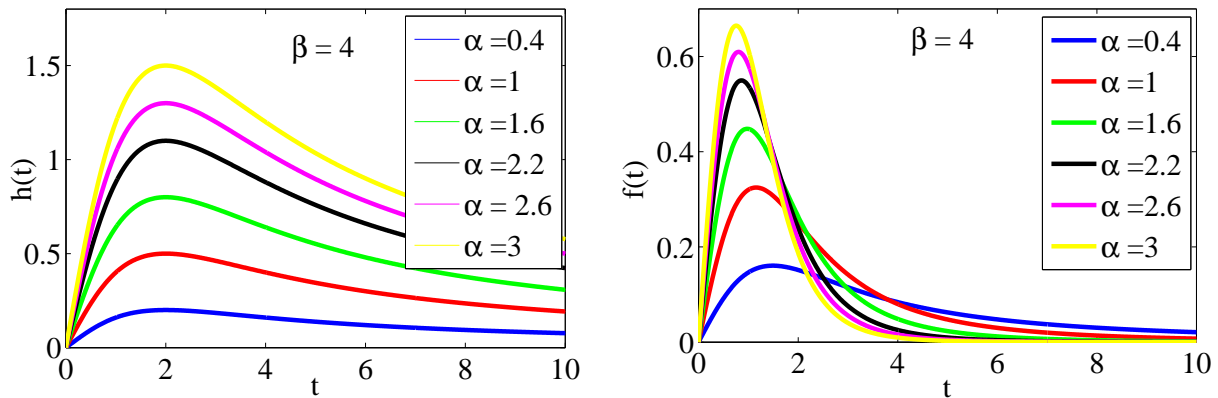 h(t)
1.5
1
0.5
0
0 2 4 6 8 10
t
β = 4
α =0.4
α =1
α =1.6
α =2.2
α = 2.6
α =3
f(t)
0.6
0.4
0.2
0
0 2 4 6 8 10
t
β = 4
α =0.4
α =1
α =1.6
α =2.2
α =2.6
α =3